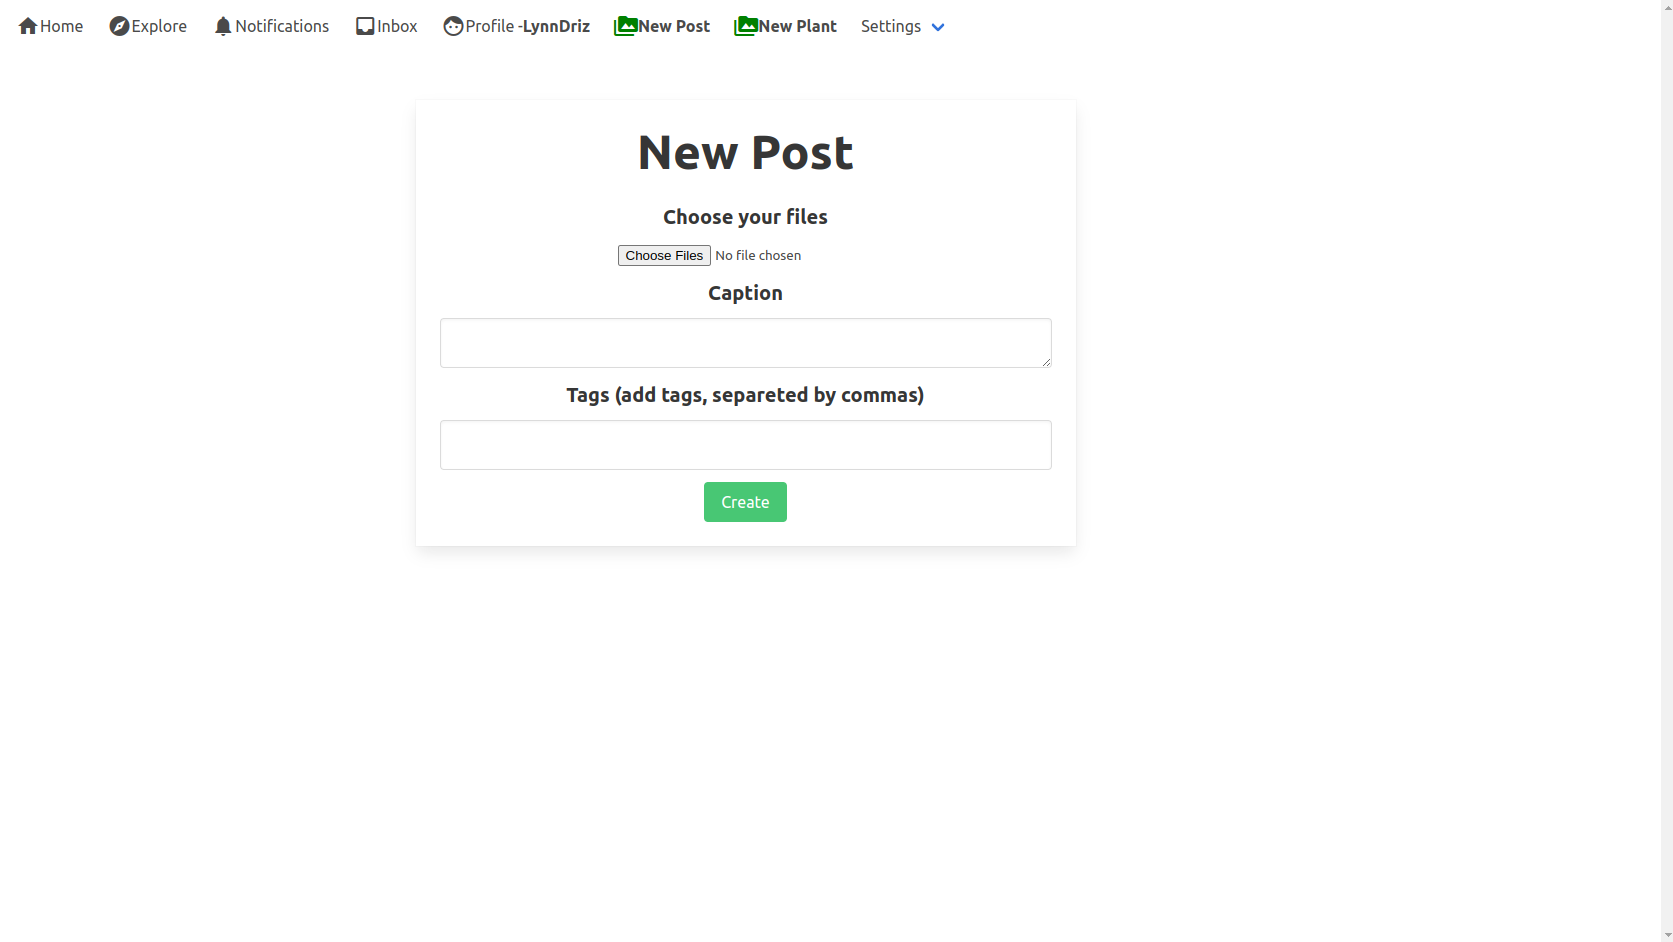 Home Explore Notifications Inbox Profile -LynnDriz New Post New Plant Settings
New Post
Choose your files
Choose Files No file chosen
Caption
Tags (add tags, separeted by commas)
Create